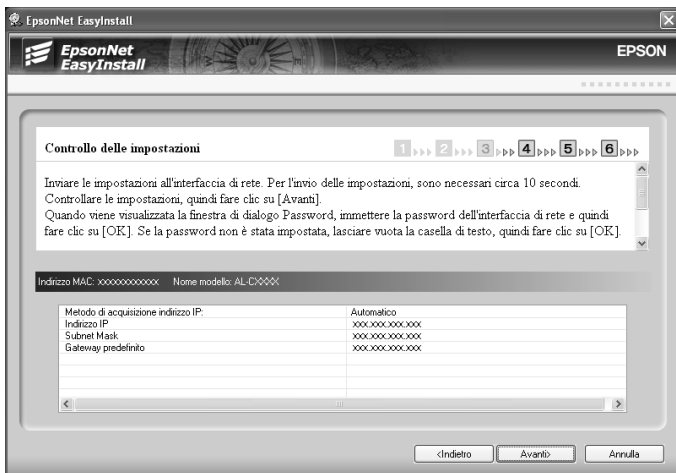 EpsonNet EasyInstall
EpsonNet
EasyInstall
EPSON
Controllo delle impostazioni
1 2 3 4 5 6
Inviare le impostazioni all'interfaccia di rete. Per l'invio delle impostazioni, sono necessari circa 10 secondi.
Controllare le impostazioni, quindi fare clic su [Avanti].
Quando viene visualizzata la finestra di dialogo Password, immettere la password dell'interfaccia di rete e quindi
fare clic su [OK]. Se la password non è stata impostata, lasciare vuota la casella di testo, quindi fare clic su [OK].
Indirizzo MAC: xxxxxxxxxxxx Nome modello: AL-CXXXX
Metodo di acquisizione indirizzo IP: Automatico
Indirizzo IP xxx.xxx.xxx.xxx
Subnet Mask xxx.xxx.xxx.xxx
Gateway predefinito xxx.xxx.xxx.xxx
<Indietro Avanti> Annulla